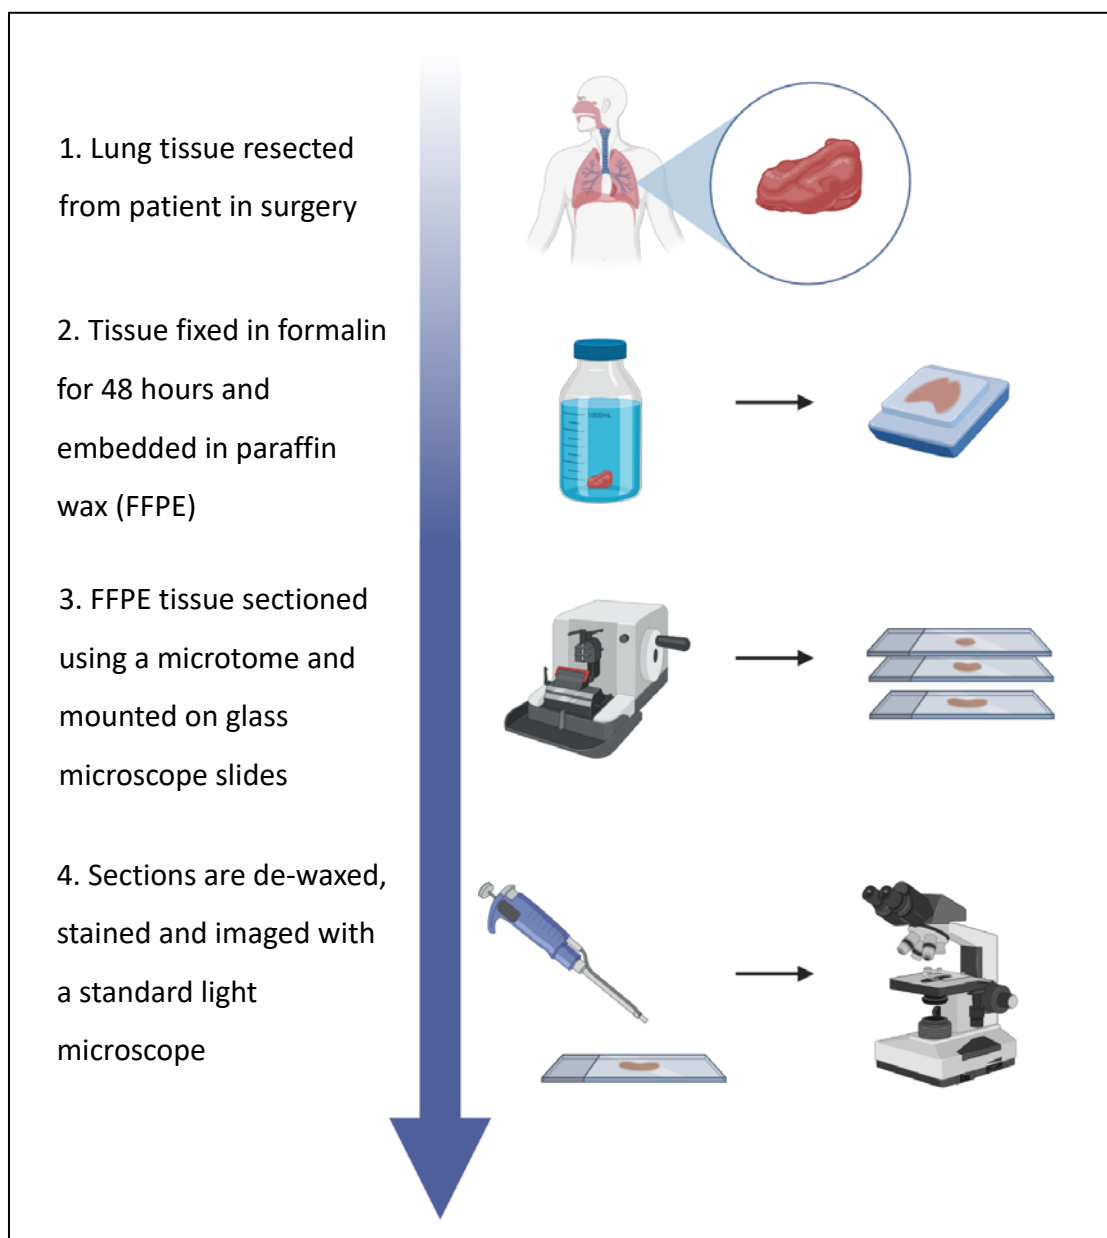 1. Lung tissue resected
from patient in surgery
2. Tissue fixed in formalin
for 48 hours and
embedded in paraffin
wax (FFPE)
1000mL
3. FFPE tissue sectioned
using a microtome and
mounted on glass
microscope slides
4. Sections are de-waxed,
stained and imaged with
a standard light
microscope